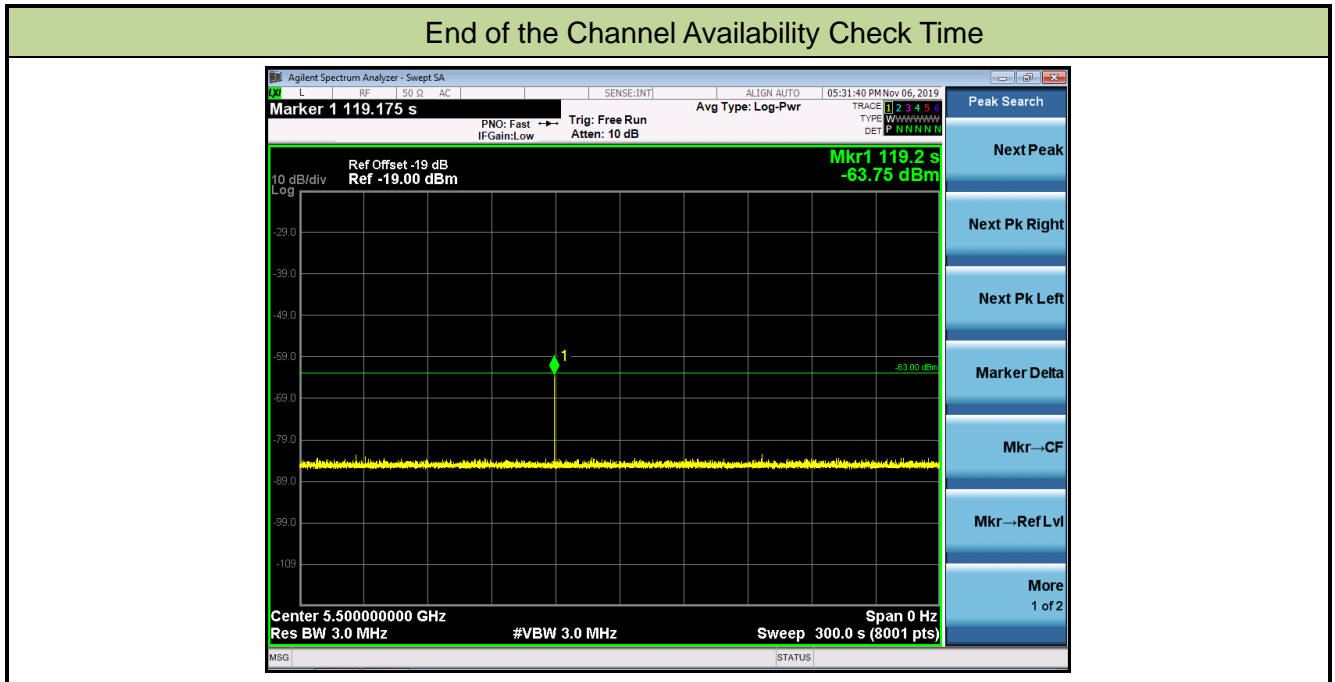 End of the Channel Availability Check Time
Agilent Spectrum Analyzer - Swept SA
L RF 50 Ω AC SENSE:INT ALIGN AUTO 05:31:40 PM Nov 06, 2019
Marker 1 119.175 s
PNO: Fast
IFGain:Low
Trig: Free Run
Atten: 10 dB
Avg Type: Log-Pwr
TRACE 1 2 3 4 5 6
TYPE WWWWWW
DET P N N N N N
Ref Offset -19 dB
10 dB/div Ref -19.00 dBm
Log
Mkr1 119.2 s
-63.75 dBm
-29.0
-39.0
-49.0
-59.0
1
-63.00 dBm
-69.0
-79.0
-89.0
-99.0
-109
Center 5.500000000 GHz Span 0 Hz
Res BW 3.0 MHz #VBW 3.0 MHz Sweep 300.0 s (8001 pts)
MSG STATUS
Peak Search
Next Peak
Next Pk Right
Next Pk Left
Marker Delta
Mkr→CF
Mkr→Ref Lvl
More
1 of 2